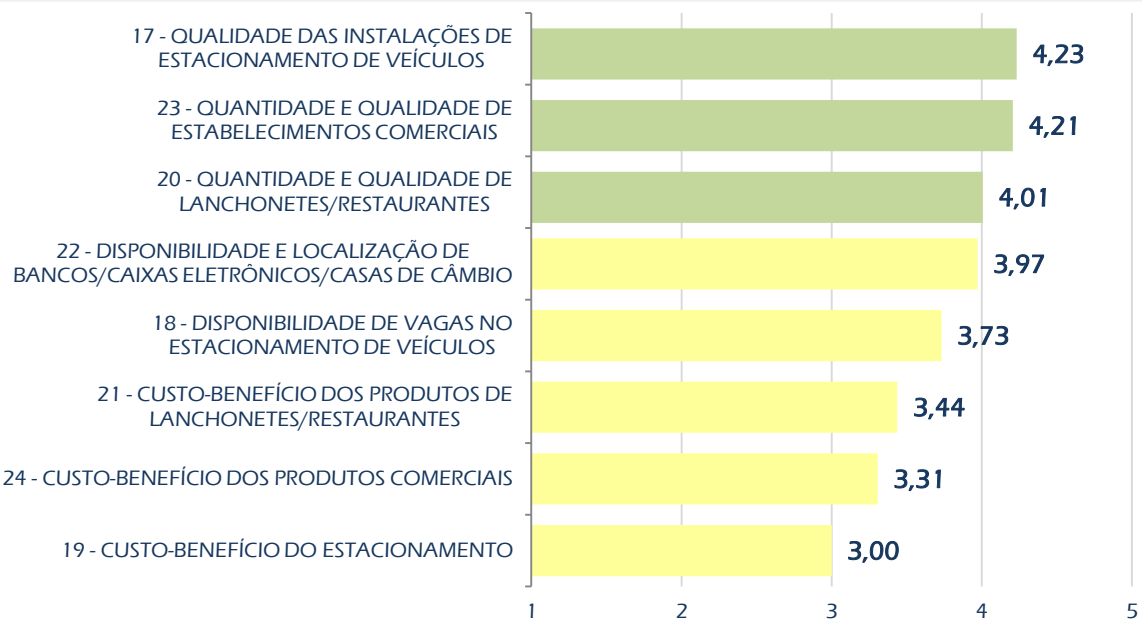 17 - QUALIDADE DAS INSTALAÇÕES DE
ESTACIONAMENTO DE VEÍCULOS
4,23
23 - QUANTIDADE E QUALIDADE DE
ESTABELECIMENTOS COMERCIAIS
4,21
20 - QUANTIDADE E QUALIDADE DE
LANCHONETES/RESTAURANTES
4,01
22 - DISPONIBILIDADE E LOCALIZAÇÃO DE
BANCOS/CAIXAS ELETRÔNICOS/CASAS DE CÂMBIO
3,97
18 - DISPONIBILIDADE DE VAGAS NO
ESTACIONAMENTO DE VEÍCULOS
3,73
21 - CUSTO-BENEFÍCIO DOS PRODUTOS DE
LANCHONETES/RESTAURANTES
3,44
24 - CUSTO-BENEFÍCIO DOS PRODUTOS COMERCIAIS
3,31
19 - CUSTO-BENEFÍCIO DO ESTACIONAMENTO
3,00
1 2 3 4 5